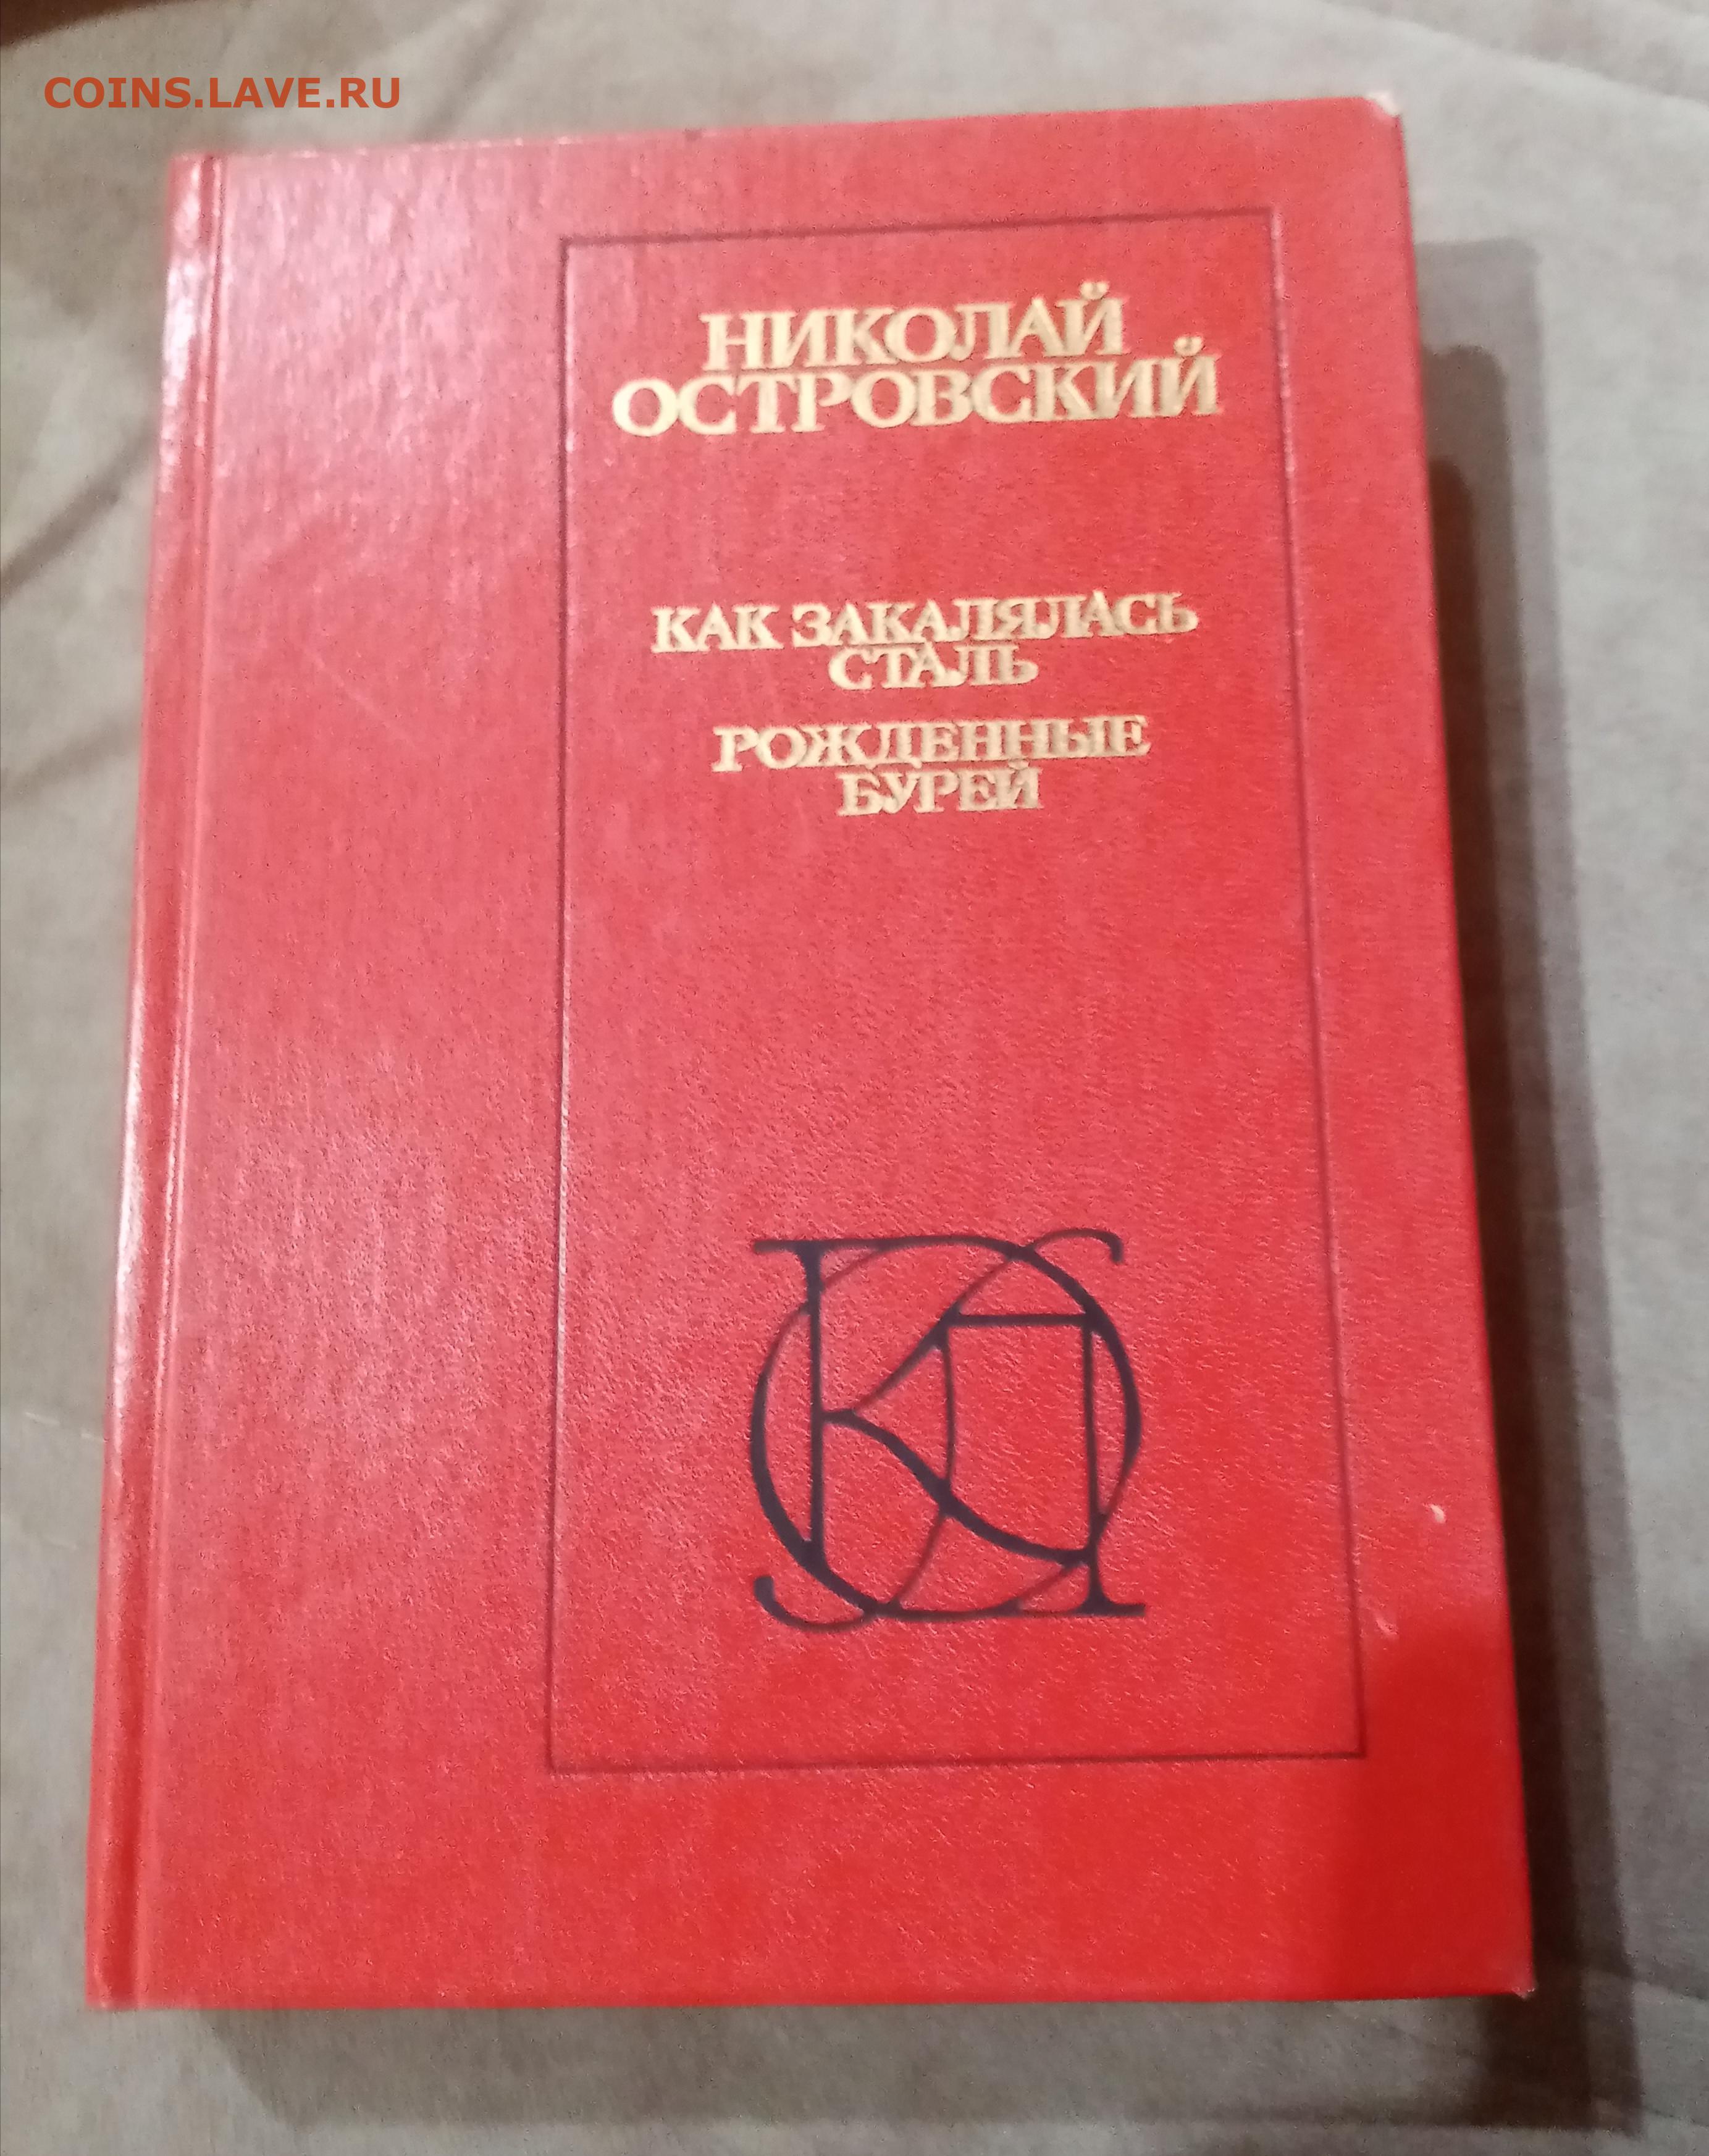 COINS.LAVE.RU
НИКОЛАЙ
ОСТРОВСКИЙ
КАК ЗАКАЛЯЛАСЬ
СТАЛЬ
РОЖДЕННЫЕ
БУРЕЙ